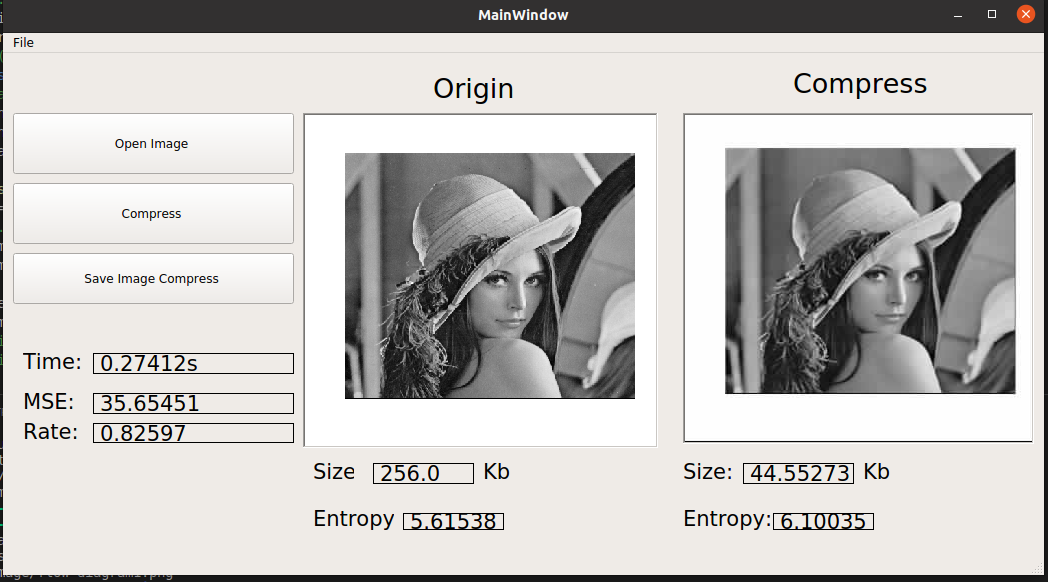 MainWindow
File
Origin
Compress
Open Image
Compress
Save Image Compress
Time: 0.27412s
MSE: 35.65451
Rate: 0.82597
Size 256.0 Kb
Size: 44.55273 Kb
Entropy 5.61538
Entropy: 6.10035